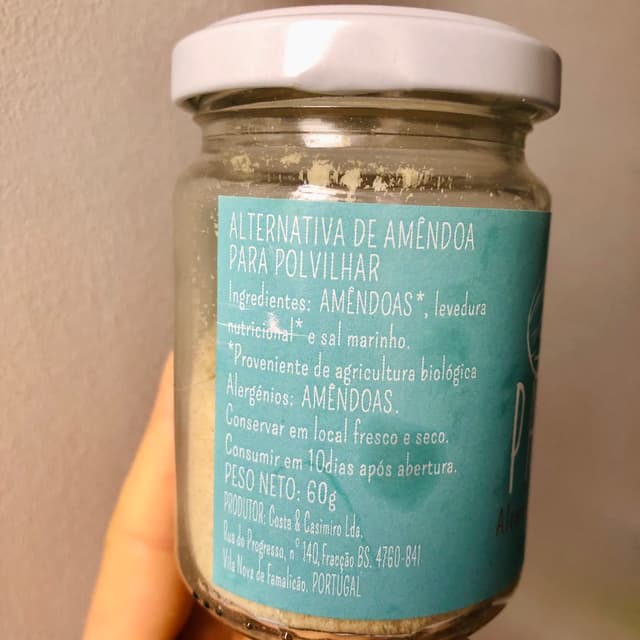 ALTERNATIVA DE AMÊNDOA
PARA POLVILHAR
Ingredientes: AMÊNDOAS*, levedura
nutricional* e sal marinho.
*Proveniente de agricultura biológica
Alergénios: AMÊNDOAS.
Conservar em local fresco e seco.
Consumir em 10dias após abertura.
PESO NETO: 60g
PRODUTOR: Costa & Casimiro Lda.
Rua do Progresso, nº 140, Fracção BS. 4760-841
Vila Nova de Famalicão. PORTUGAL